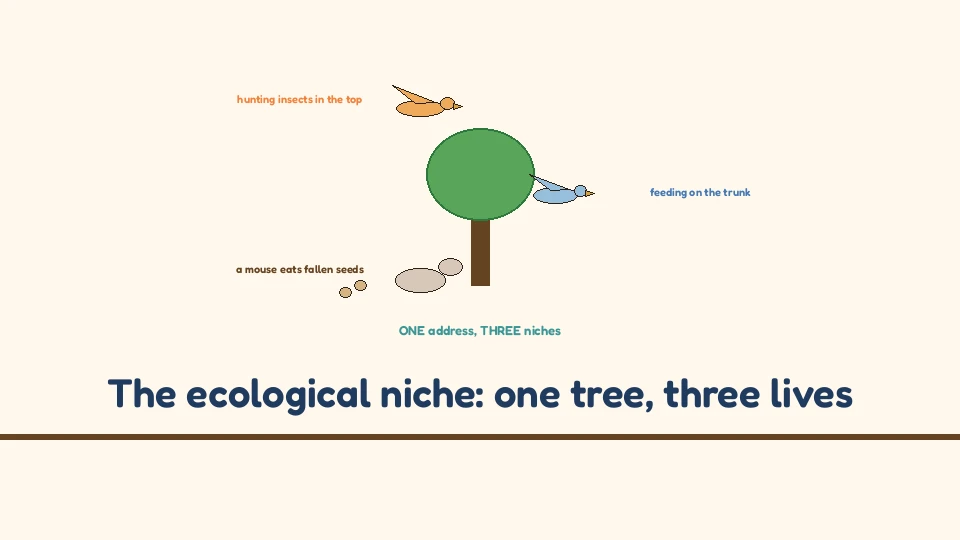 hunting insects in the top
feeding on the trunk
a mouse eats fallen seeds
ONE address, THREE niches
The ecological niche: one tree, three lives